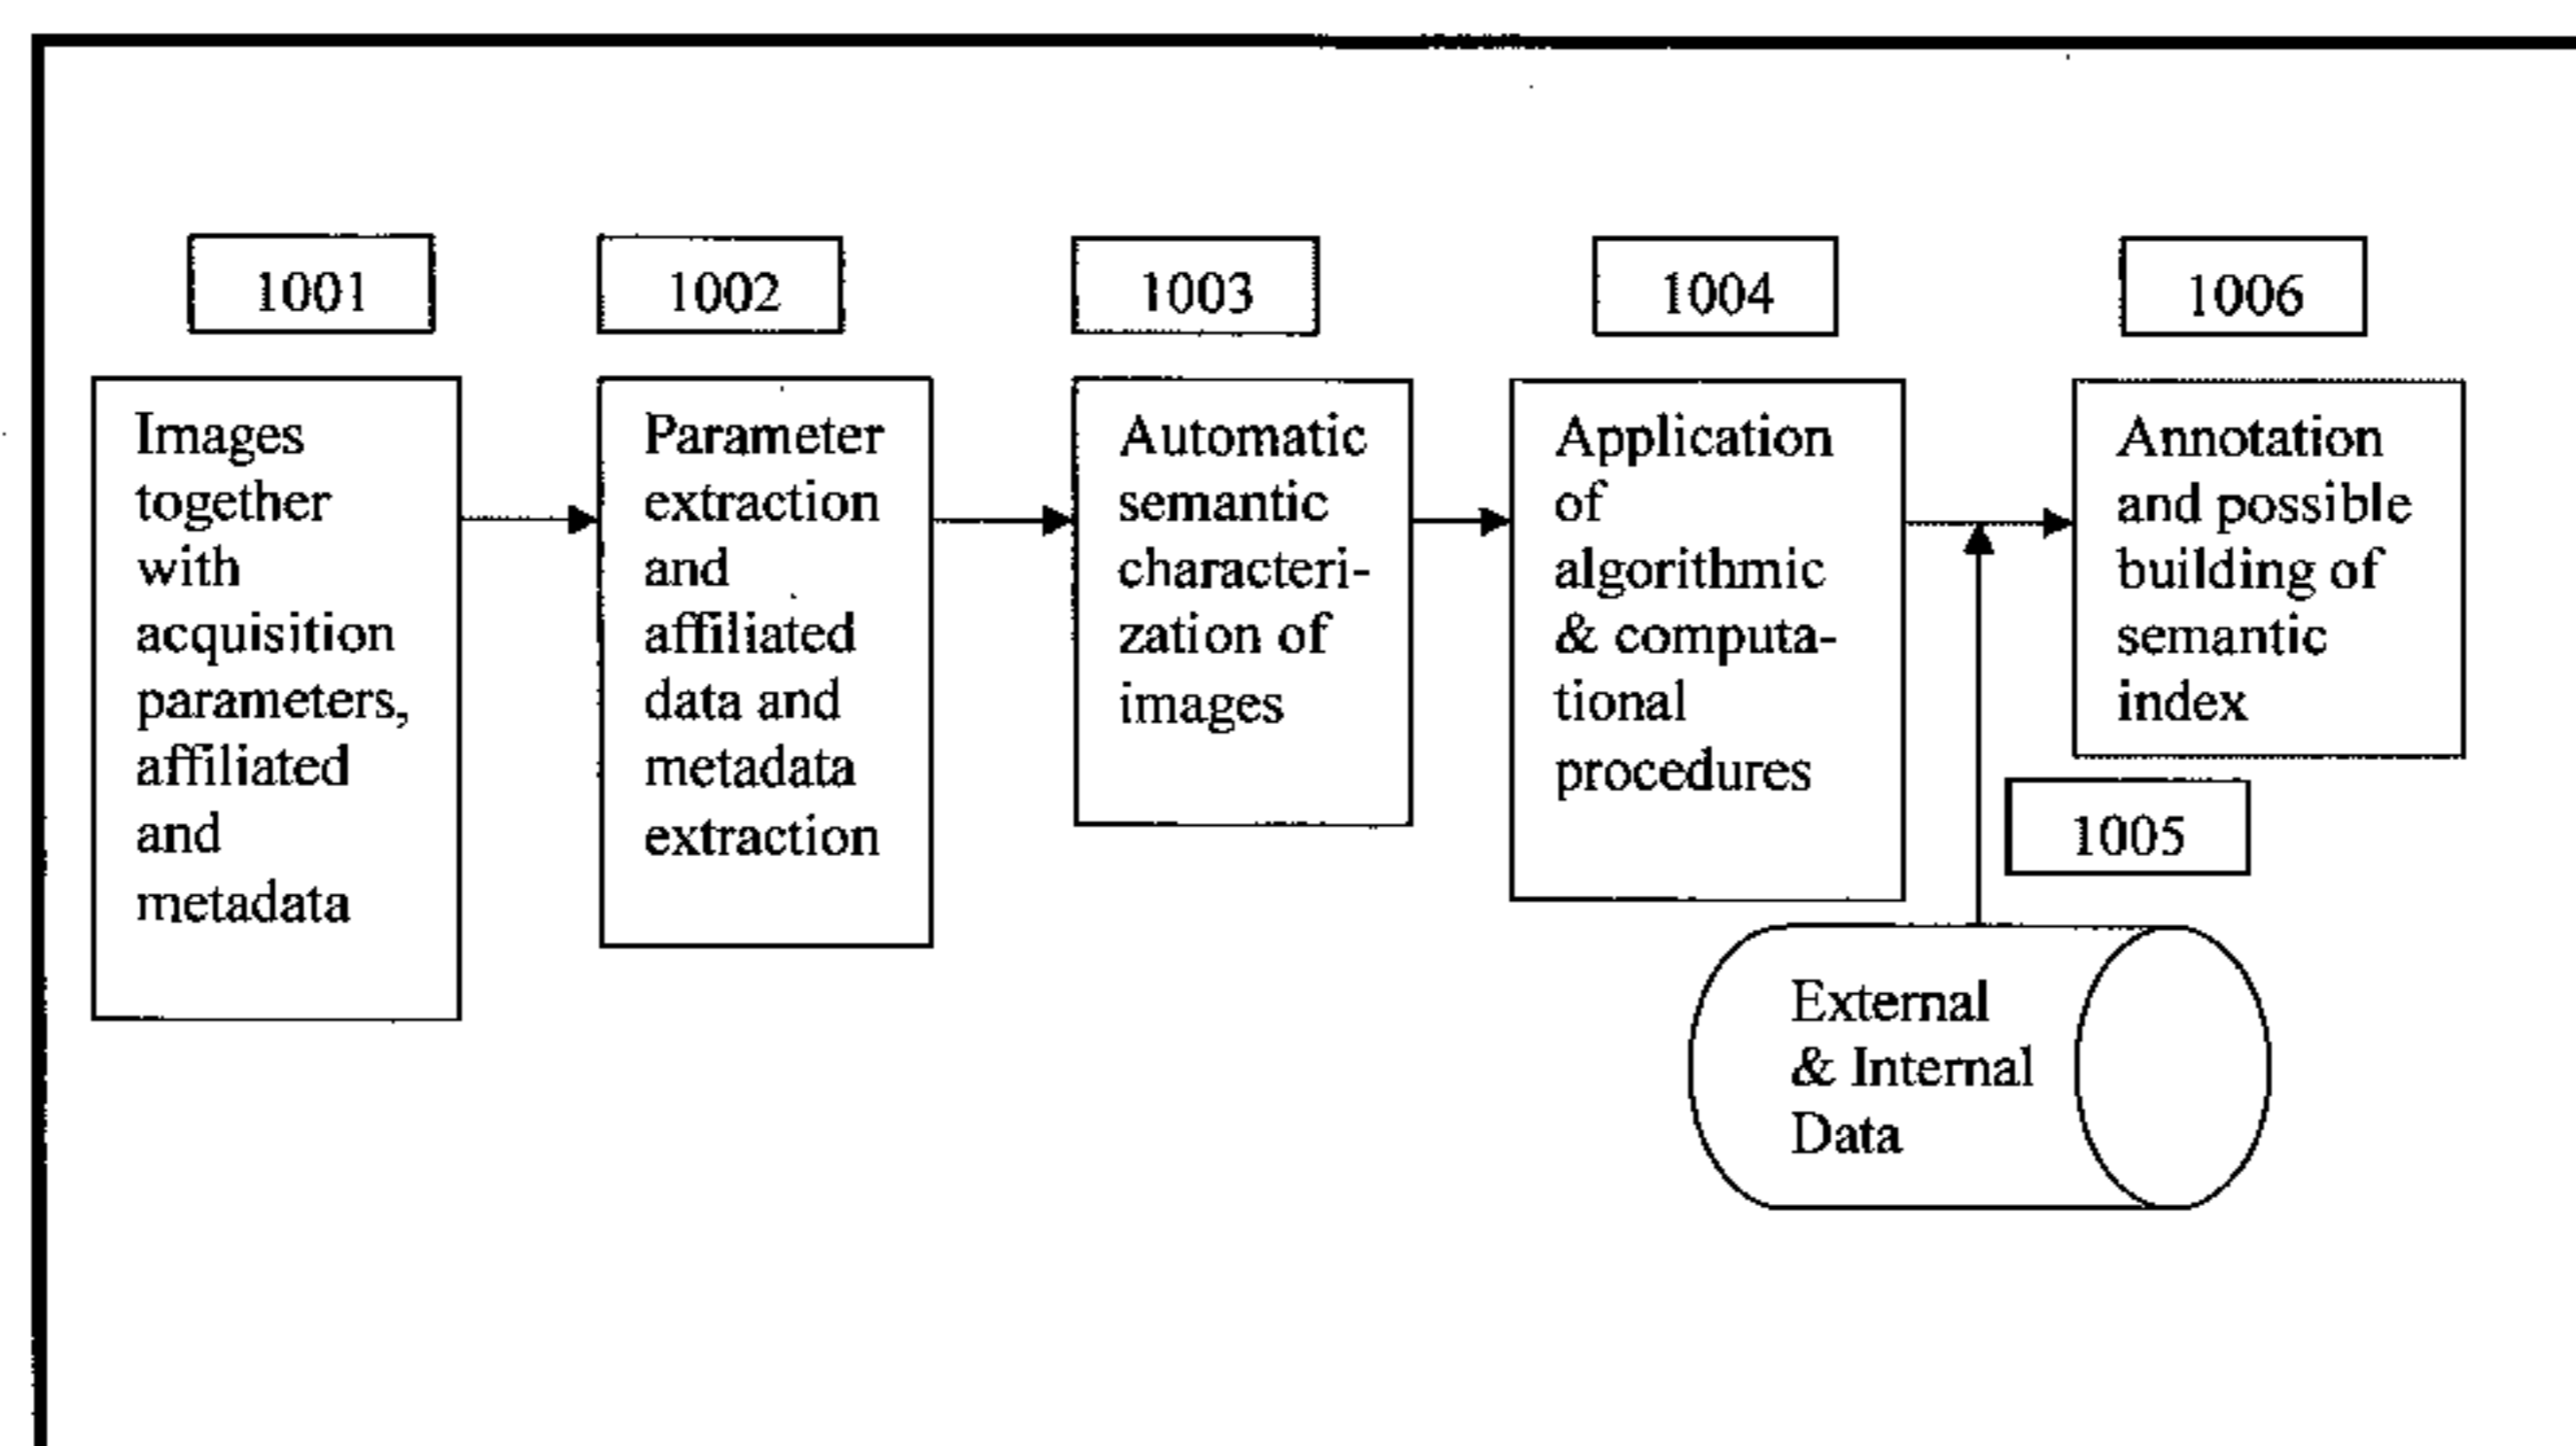 1001
Images
together
with
acquisition
parameters,
affiliated
and
metadata
1002
Parameter
extraction
and
affiliated
data and
metadata
extraction
1003
Automatic
semantic
characteri-
zation of
images
1004
Application
of
algorithmic
& computa-
tional
procedures
1006
Annotation
and possible
building of
semantic
index
1005
External
& Internal
Data